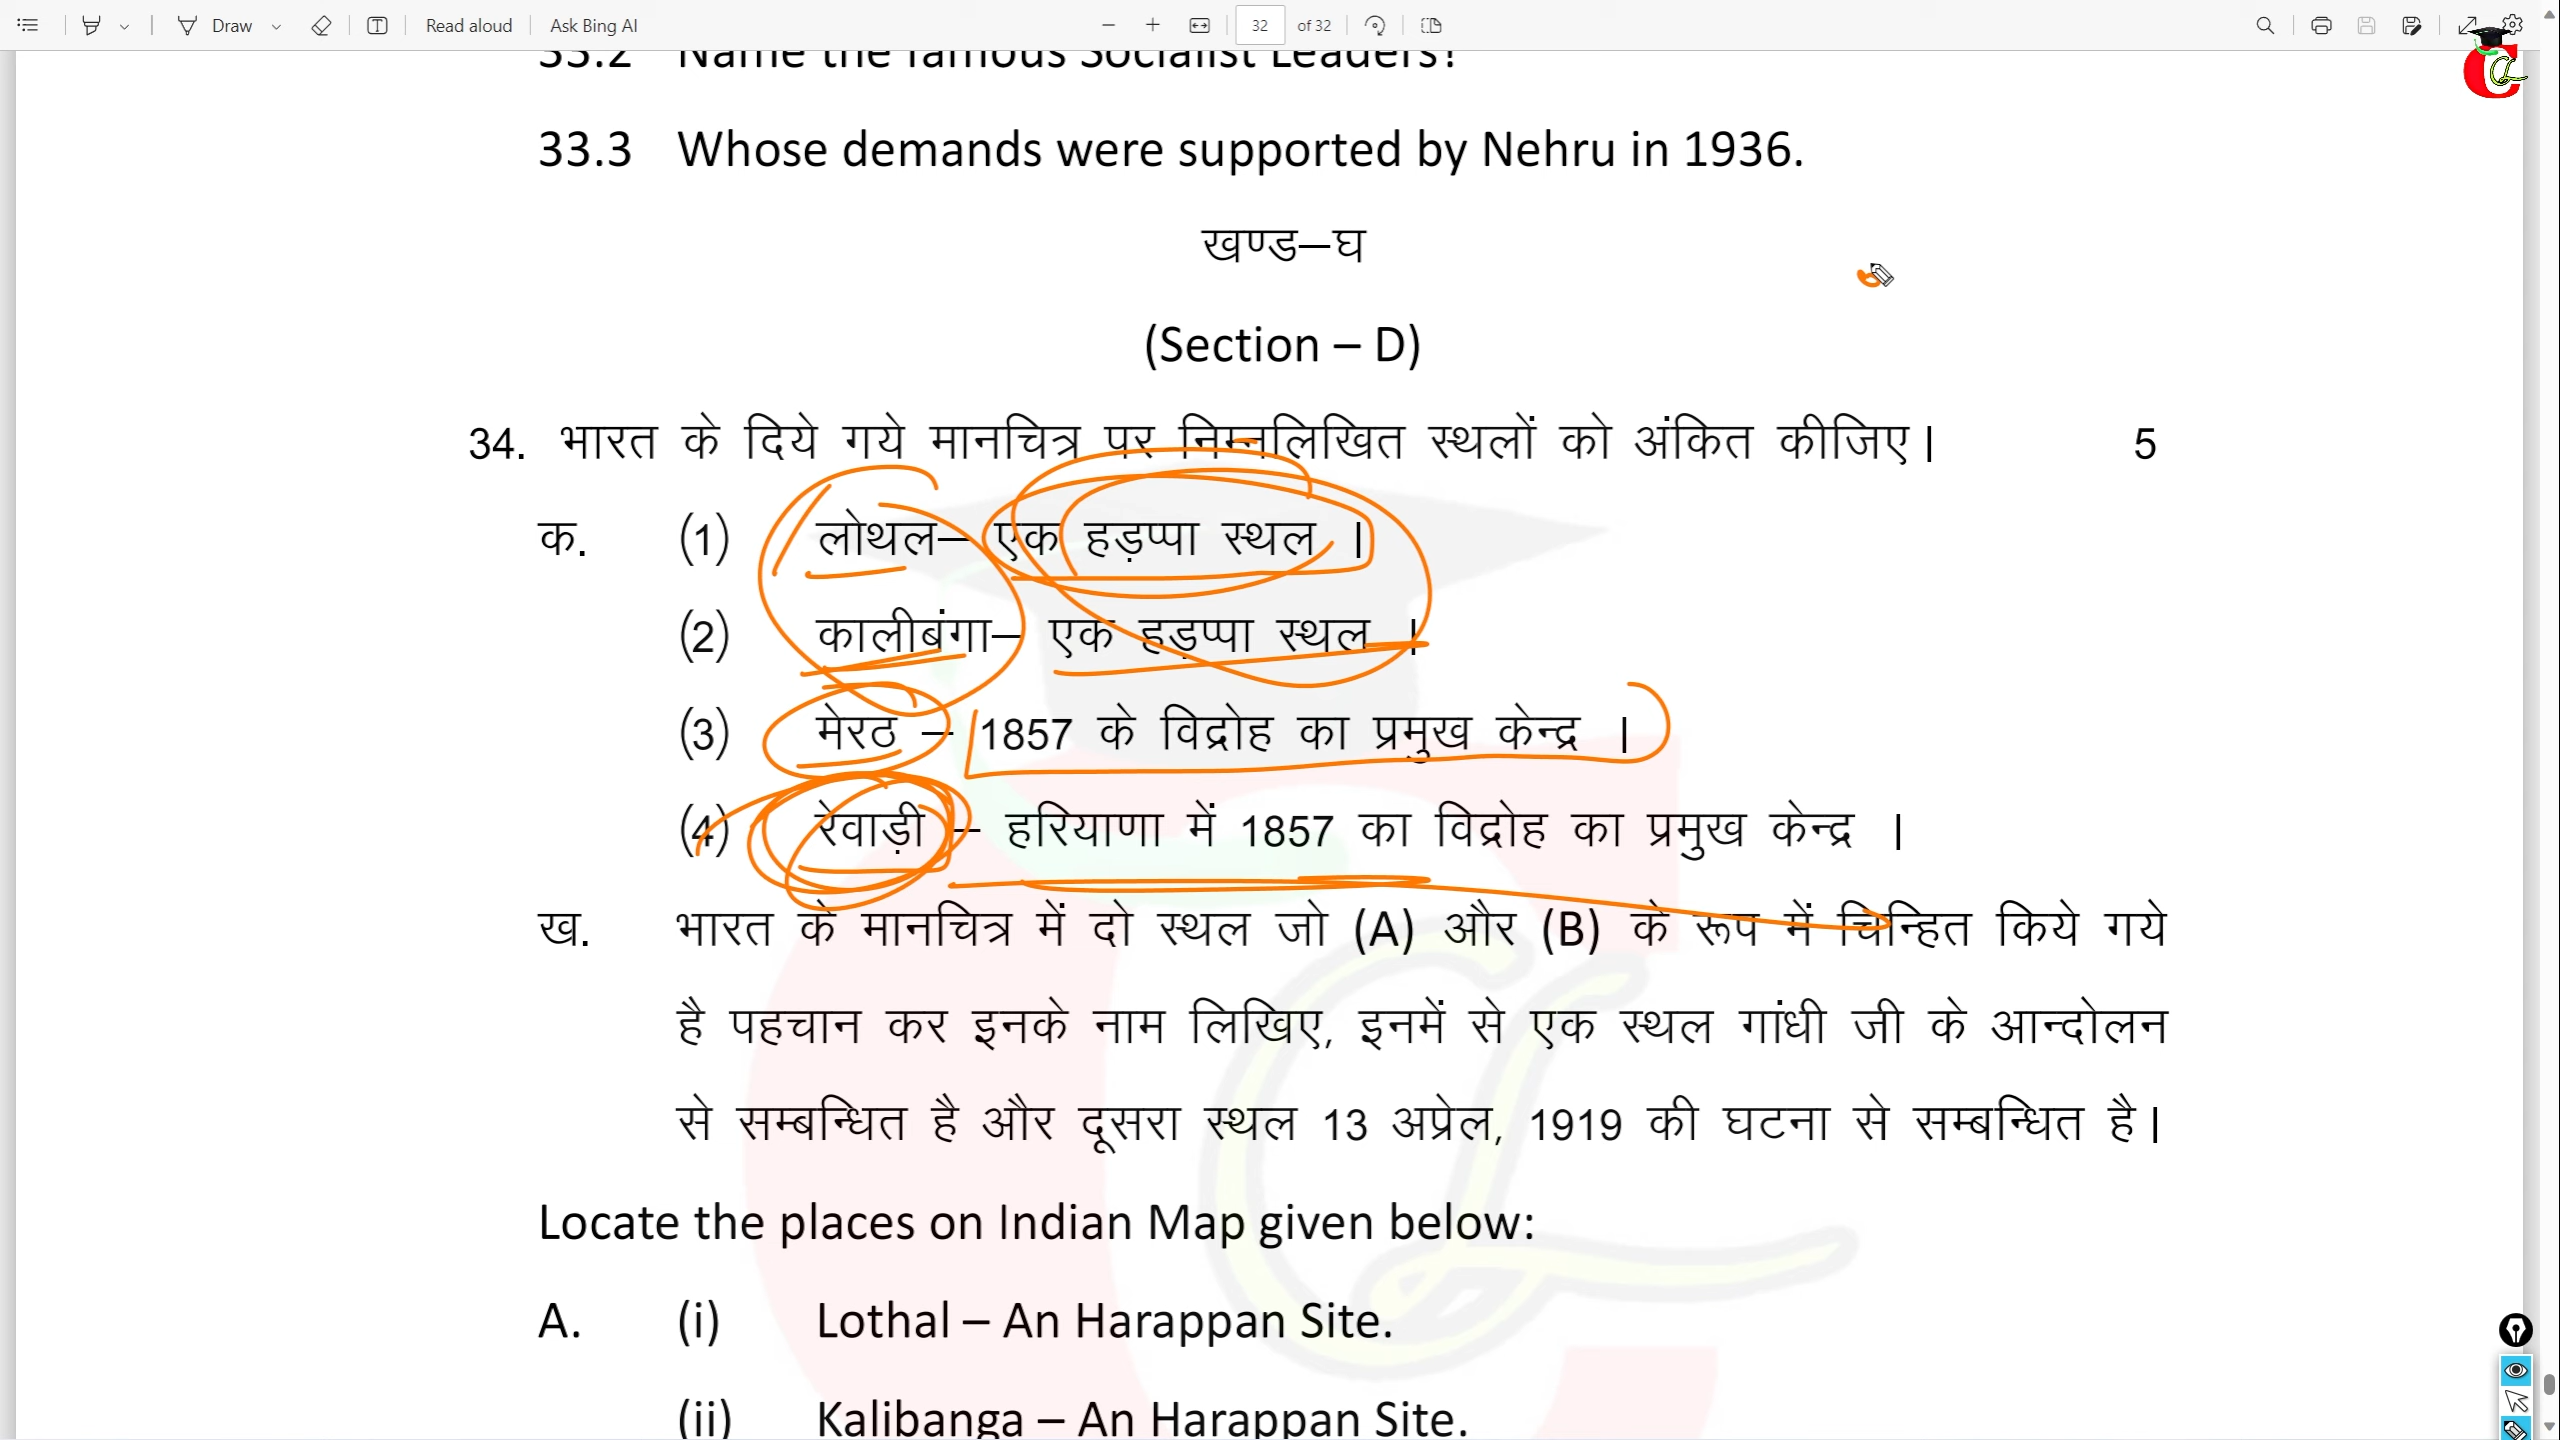 Draw
Read aloud
Ask Bing AI
32 of 32
33.2 Name the famous Socialist Leaders?
33.3 Whose demands were supported by Nehru in 1936.
खण्ड–घ
(Section – D)
34. भारत के दिये गये मानचित्र पर निम्नलिखित स्थलों को अंकित कीजिए। 5
क. (1) लोथल– एक हड़प्पा स्थल ।
(2) कालीबंगा– एक हड़प्पा स्थल ।
(3) मेरठ – 1857 के विद्रोह का प्रमुख केन्द्र ।
(4) रेवाड़ी – हरियाणा में 1857 का विद्रोह का प्रमुख केन्द्र ।
ख. भारत के मानचित्र में दो स्थल जो (A) और (B) के रूप में चिन्हित किये गये
है पहचान कर इनके नाम लिखिए, इनमें से एक स्थल गांधी जी के आन्दोलन
से सम्बन्धित है और दूसरा स्थल 13 अप्रेल, 1919 की घटना से सम्बन्धित है।
Locate the places on Indian Map given below:
A. (i) Lothal – An Harappan Site.
(ii) Kalibanga – An Harappan Site.